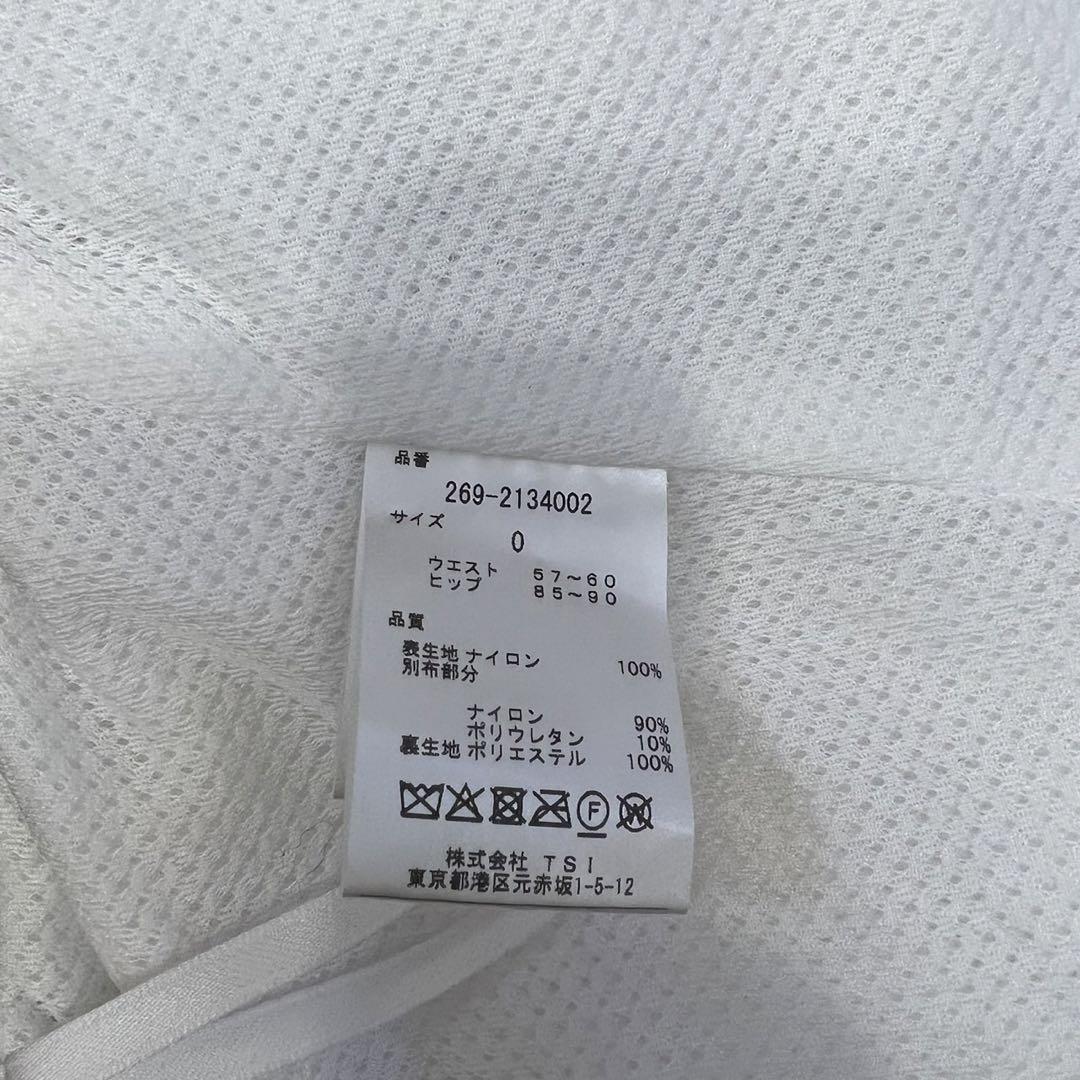 品番
269-2134002
サイズ
0
ウエスト 57~60
ヒップ 85~90
品質
表生地 ナイロン 100%
別布部分
ナイロン 90%
ポリウレタン 10%
裏生地 ポリエステル 100%
F W
株式会社 TSI
東京都港区元赤坂1-5-12